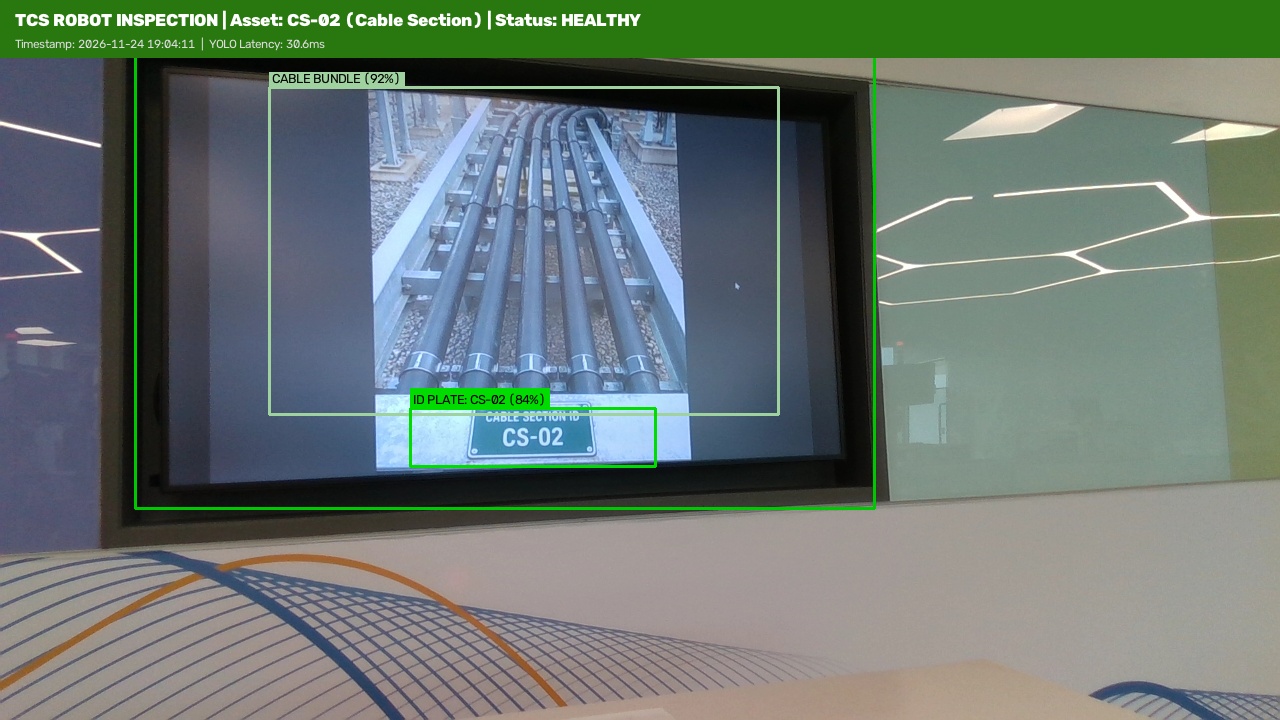 TCS ROBOT INSPECTION | Asset: CS-02 (Cable Section) | Status: HEALTHY
Timestamp: 2026-11-24 19:04:11 | YOLO Latency: 30.6ms
CABLE BUNDLE (92%)
ID PLATE: CS-02 (84%)
CABLE SECTION ID
CS-02